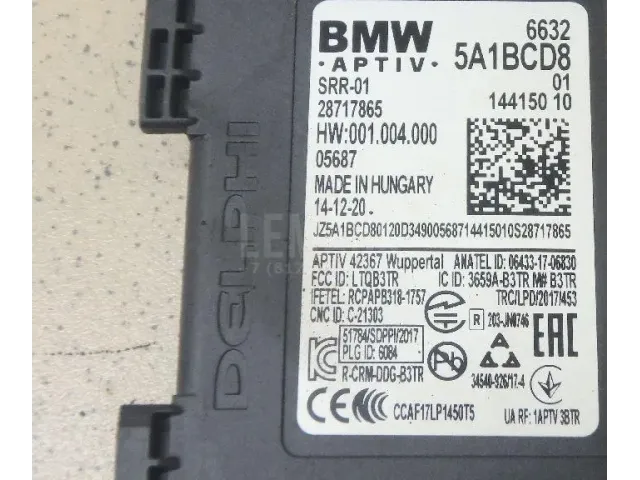 BMW 6632
· APTIV · 5A1BCD8
SRR-01 01
28717865 144150 10
HW:001.004.000
05687
MADE IN HUNGARY
14-12-20
JZ5A1BCD80120D3490056871441501​0S28717865
APTIV 42367 Wuppertal ANATEL ID: 06433-17-06830
FCC ID: LTQB3TR IC ID: 3659A-B3TR M# B3TR
IFETEL: RCPAPB318-1757 TRC/LPD/2017/453
CNC ID: C-21303 R 203-JN0746 EAC
51784/SDPPI/2017
PLG ID: 6084
R-CRM-DDG-B3TR 34540-926/17-4
CE CCAF17LP1450T5 UA RF: 1APTV 3BTR
DELPHI